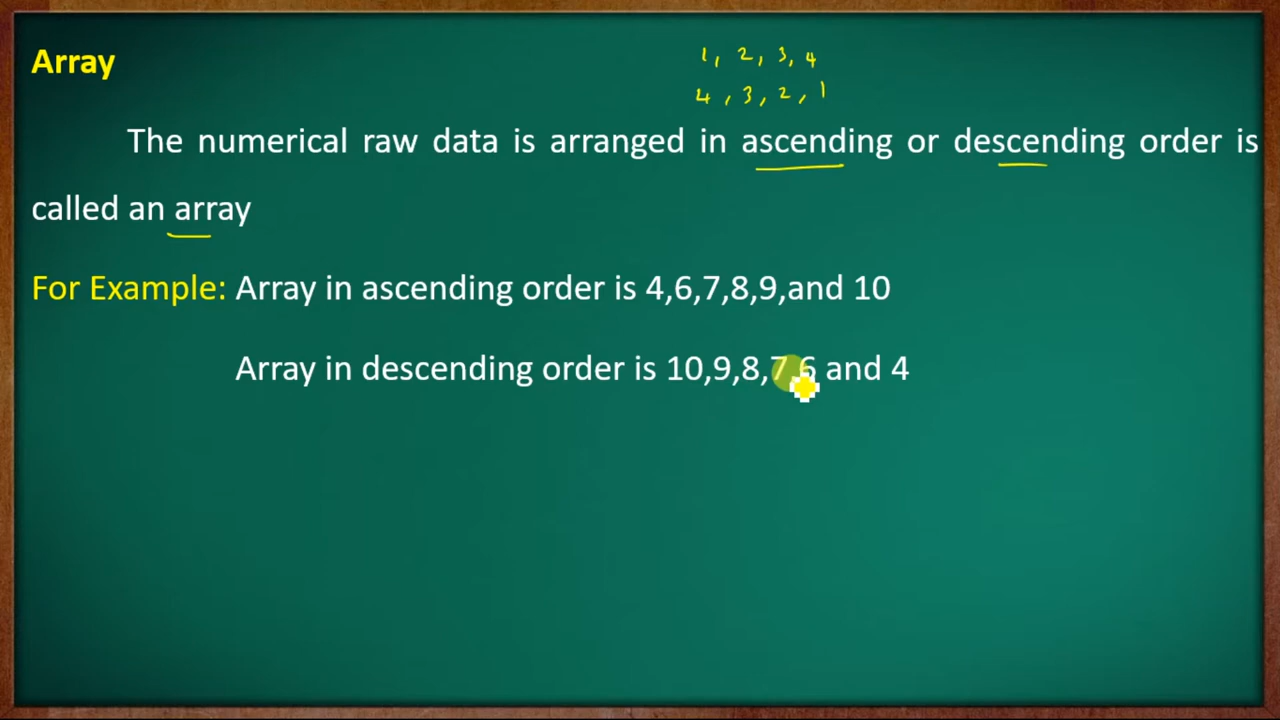 Array
1, 2, 3, 4
4, 3, 2, 1
The numerical raw data is arranged in ascending or descending order is
called an array
For Example: Array in ascending order is 4,6,7,8,9,and 10
Array in descending order is 10,9,8,7,6 and 4